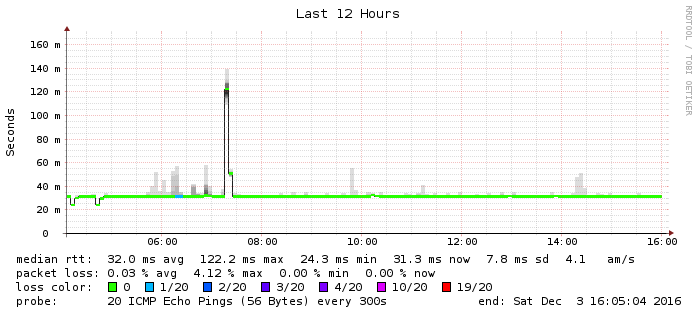 Last 12 Hours
RRDTOOL / TOBI OETIKER
Seconds
160 m
140 m
120 m
100 m
80 m
60 m
40 m
20 m
0
06:00 08:00 10:00 12:00 14:00 16:00
median rtt: 32.0 ms avg 122.2 ms max 24.3 ms min 31.3 ms now 7.8 ms sd 4.1 am/s
packet loss: 0.03 % avg 4.12 % max 0.00 % min 0.00 % now
loss color: 0 1/20 2/20 3/20 4/20 10/20 19/20
probe: 20 ICMP Echo Pings (56 Bytes) every 300s end: Sat Dec 3 16:05:04 2016